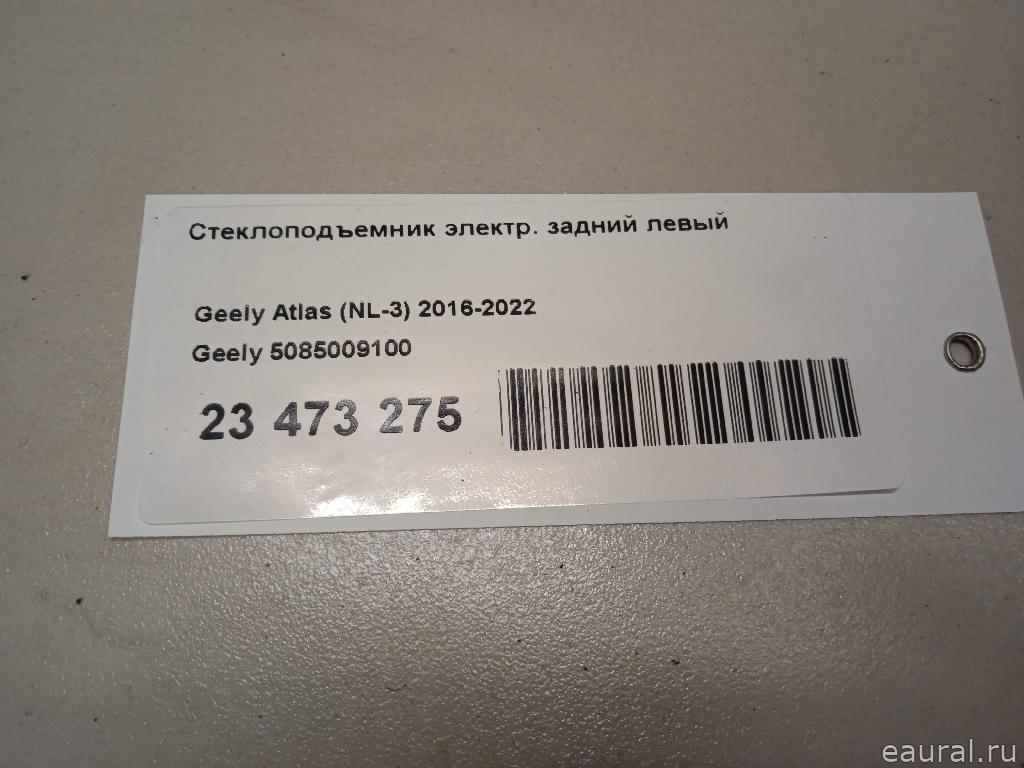 Стеклоподъемник электр. задний левый
Geely Atlas (NL-3) 2016-2022
Geely 5085009100
23 473 275
eaural.ru